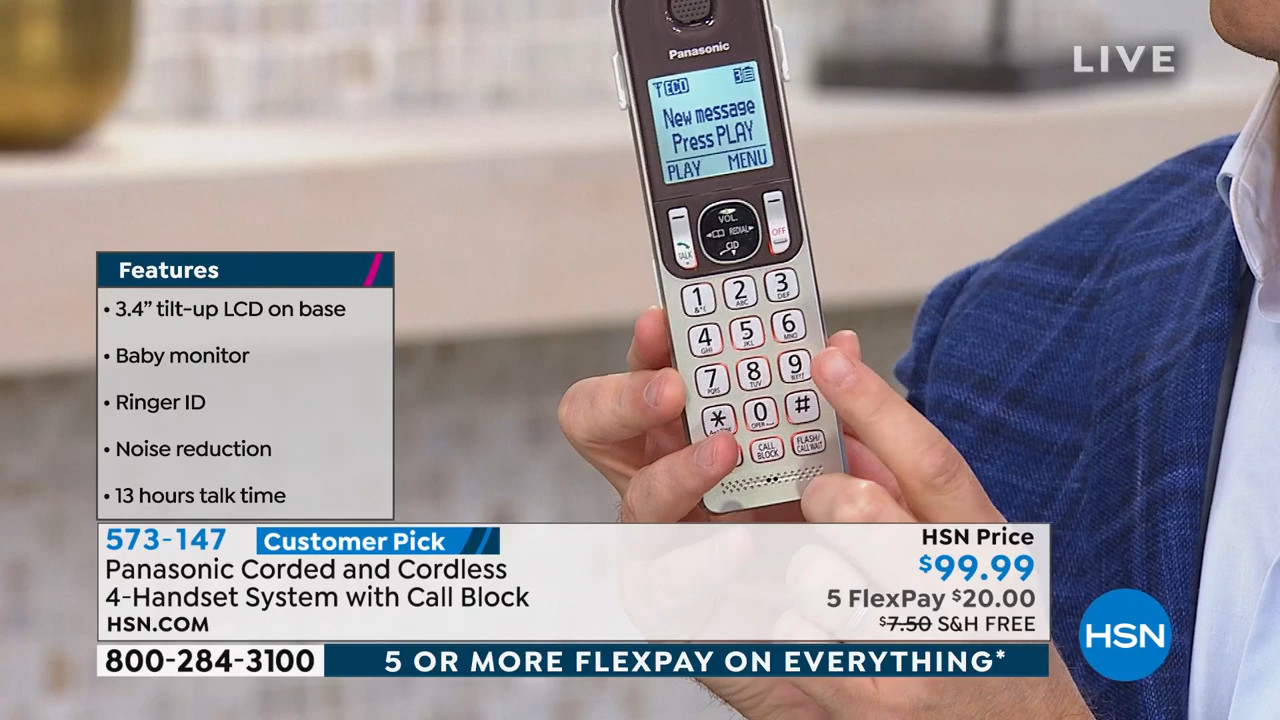 LIVE
Panasonic
ECO 3
New message
Press PLAY
PLAY MENU
VOL.
REDIAL
CID
TALK
OFF
1 2 ABC 3 DEF
4 GHI 5 JKL 6 MNO
7 PQRS 8 TUV 9 WXYZ
* 0 OPER #
CALL BLOCK
FLASH/ CALL WAIT
Features
• 3.4” tilt-up LCD on base
• Baby monitor
• Ringer ID
• Noise reduction
• 13 hours talk time
573-147 Customer Pick
Panasonic Corded and Cordless
4-Handset System with Call Block
HSN.COM
HSN Price
$99.99
5 FlexPay $20.00
$7.50 S&H FREE
HSN
800-284-3100 5 OR MORE FLEXPAY ON EVERYTHING*